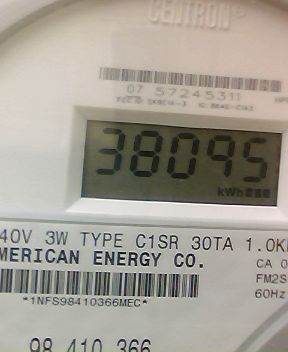 CENTRON®
07 57245311
38095
kWh
40V 3W TYPE C1SR 30TA 1.0K
MERICAN ENERGY CO.
CA 0
FM2S
60Hz
*1NFS98410366MEC*
98 410 366